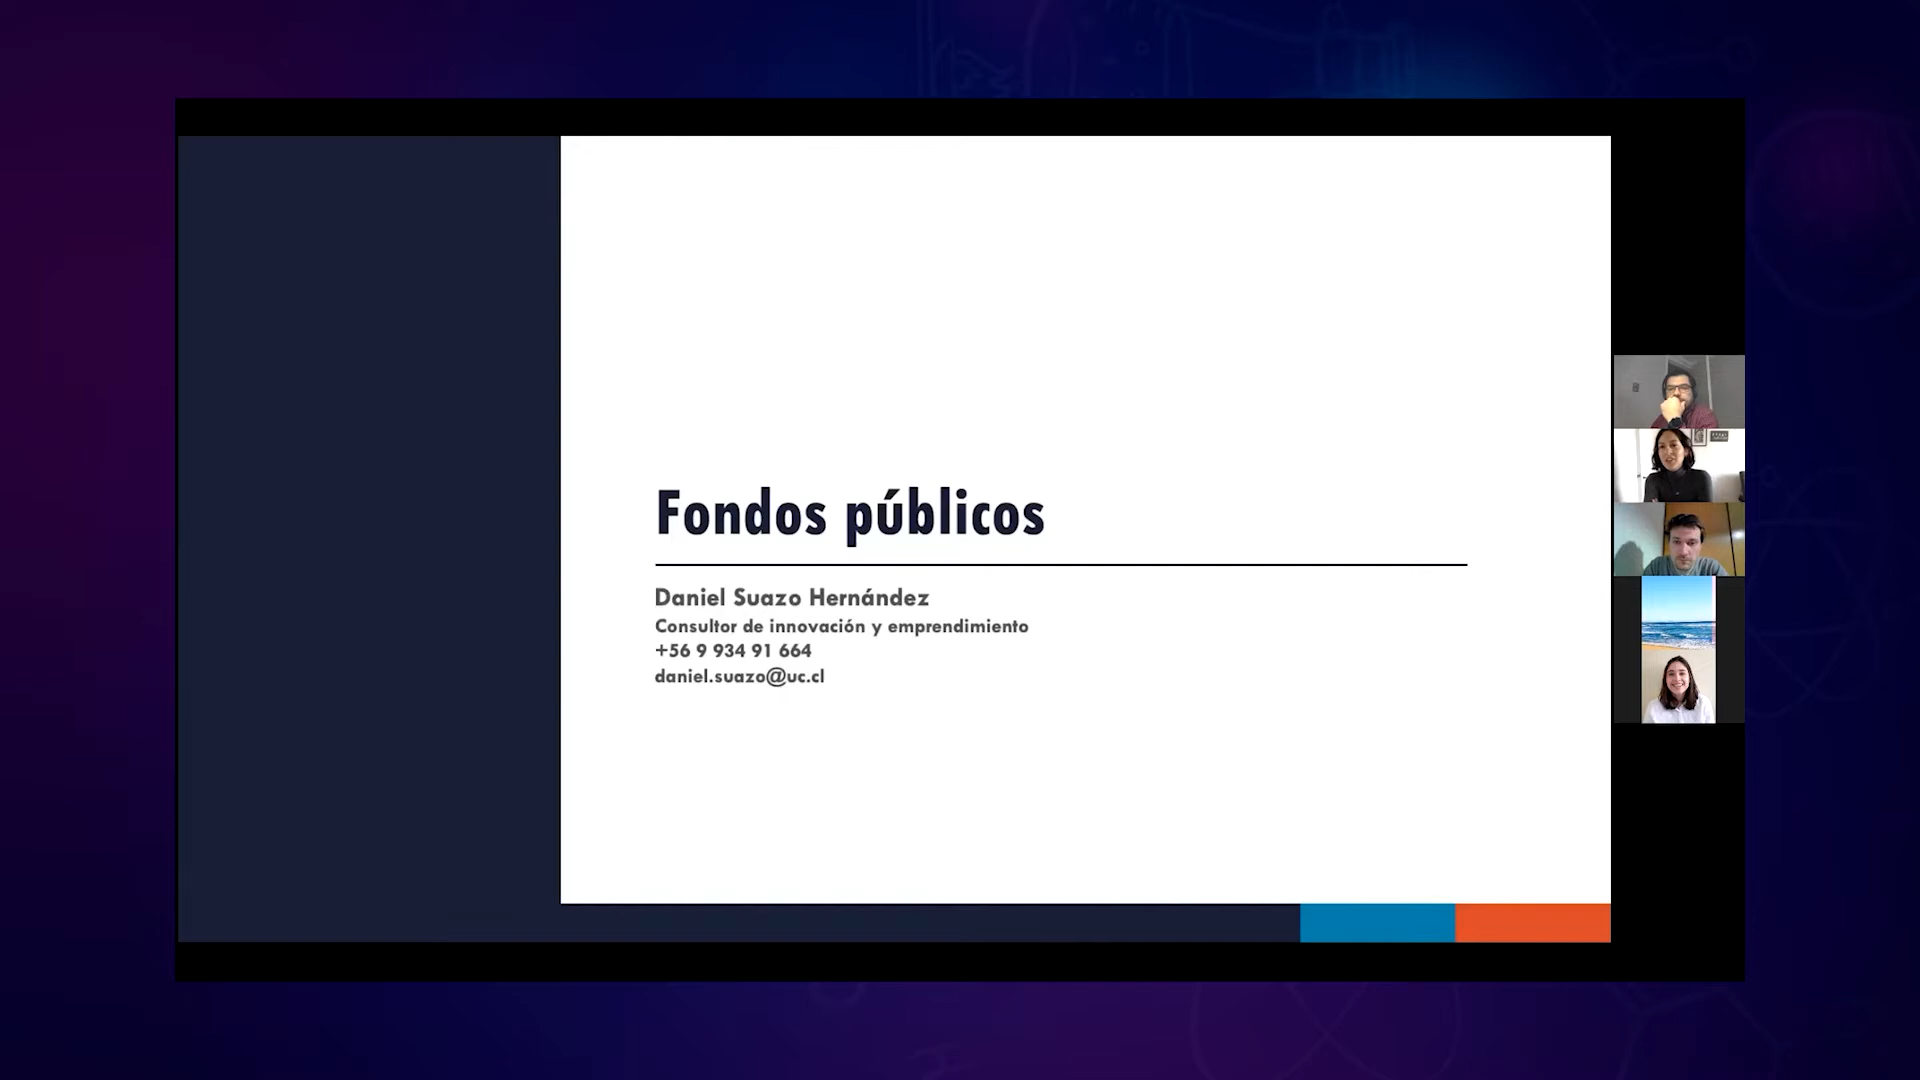 Fondos públicos
Daniel Suazo Hernández
Consultor de innovación y emprendimiento
+56 9 934 91 664
daniel.suazo@uc.cl